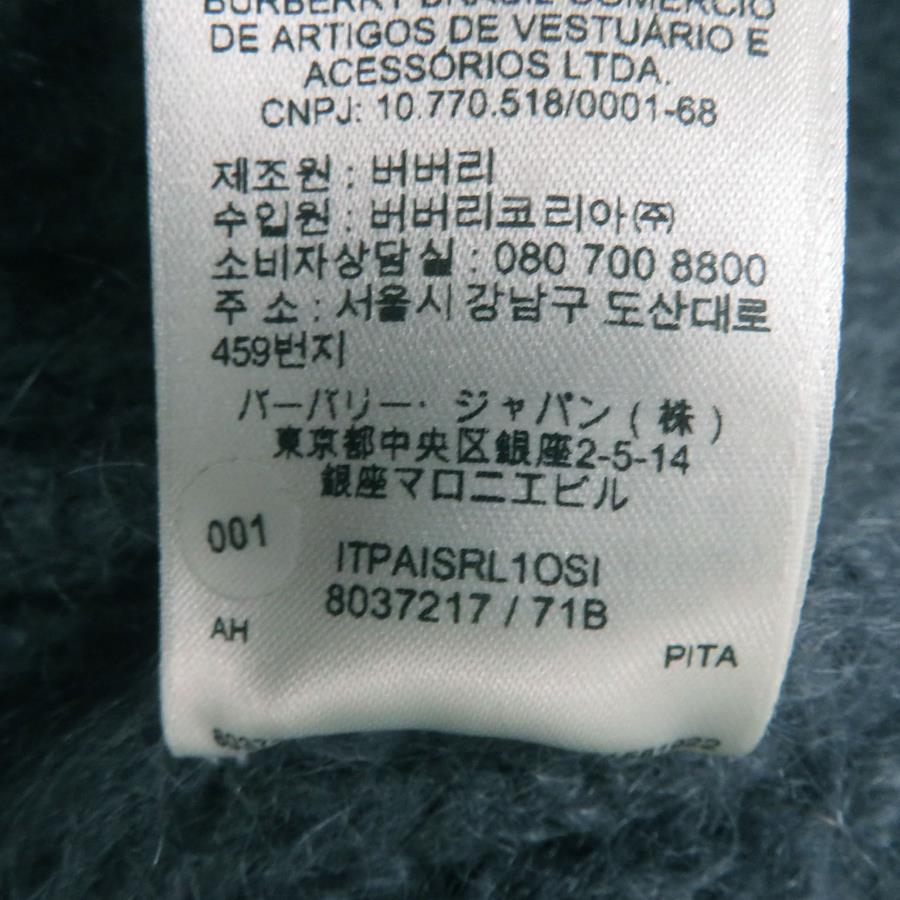 BURBERRY BRASIL COMÉRCIO
DE ARTIGOS DE VESTUÁRIO E
ACESSÓRIOS LTDA.
CNPJ: 10.770.518/0001-68
제조원 : 버버리
수입원 : 버버리코리아㈜
소비자상담실 : 080 700 8800
주 소 : 서울시 강남구 도산대로
459번지
バーバリー・ジャパン ( 株 )
東京都中央区銀座2-5-14
銀座マロニエビル
001
ITPAISRL1OSI
8037217 / 71B
AH
PITA